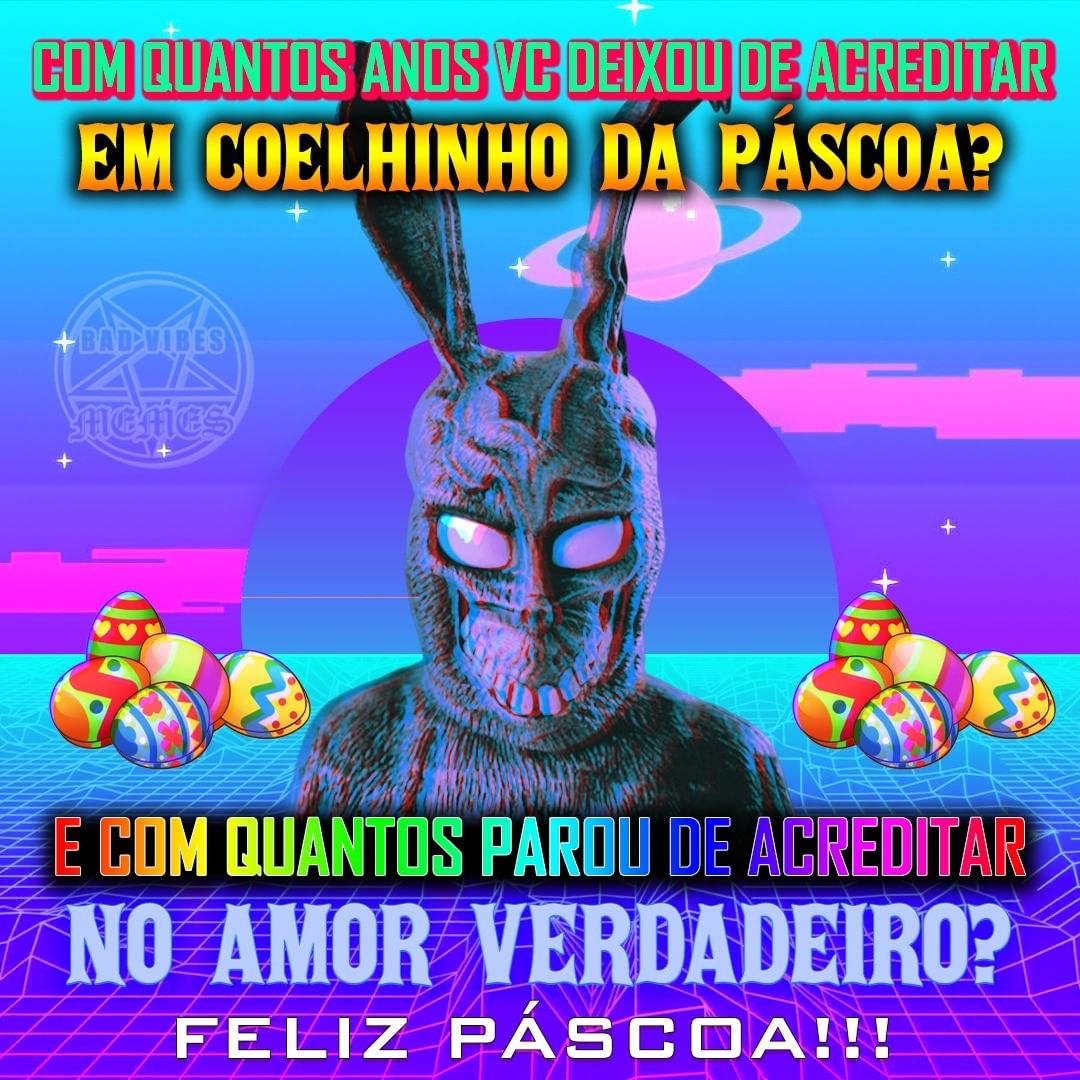 COM QUANTOS ANOS VC DEIXOU DE ACREDITAR
EM COELHINHO DA PÁSCOA?
BAD VIBES
MEMES
E COM QUANTOS PAROU DE ACREDITAR
NO AMOR VERDADEIRO?
FELIZ PÁSCOA!!!